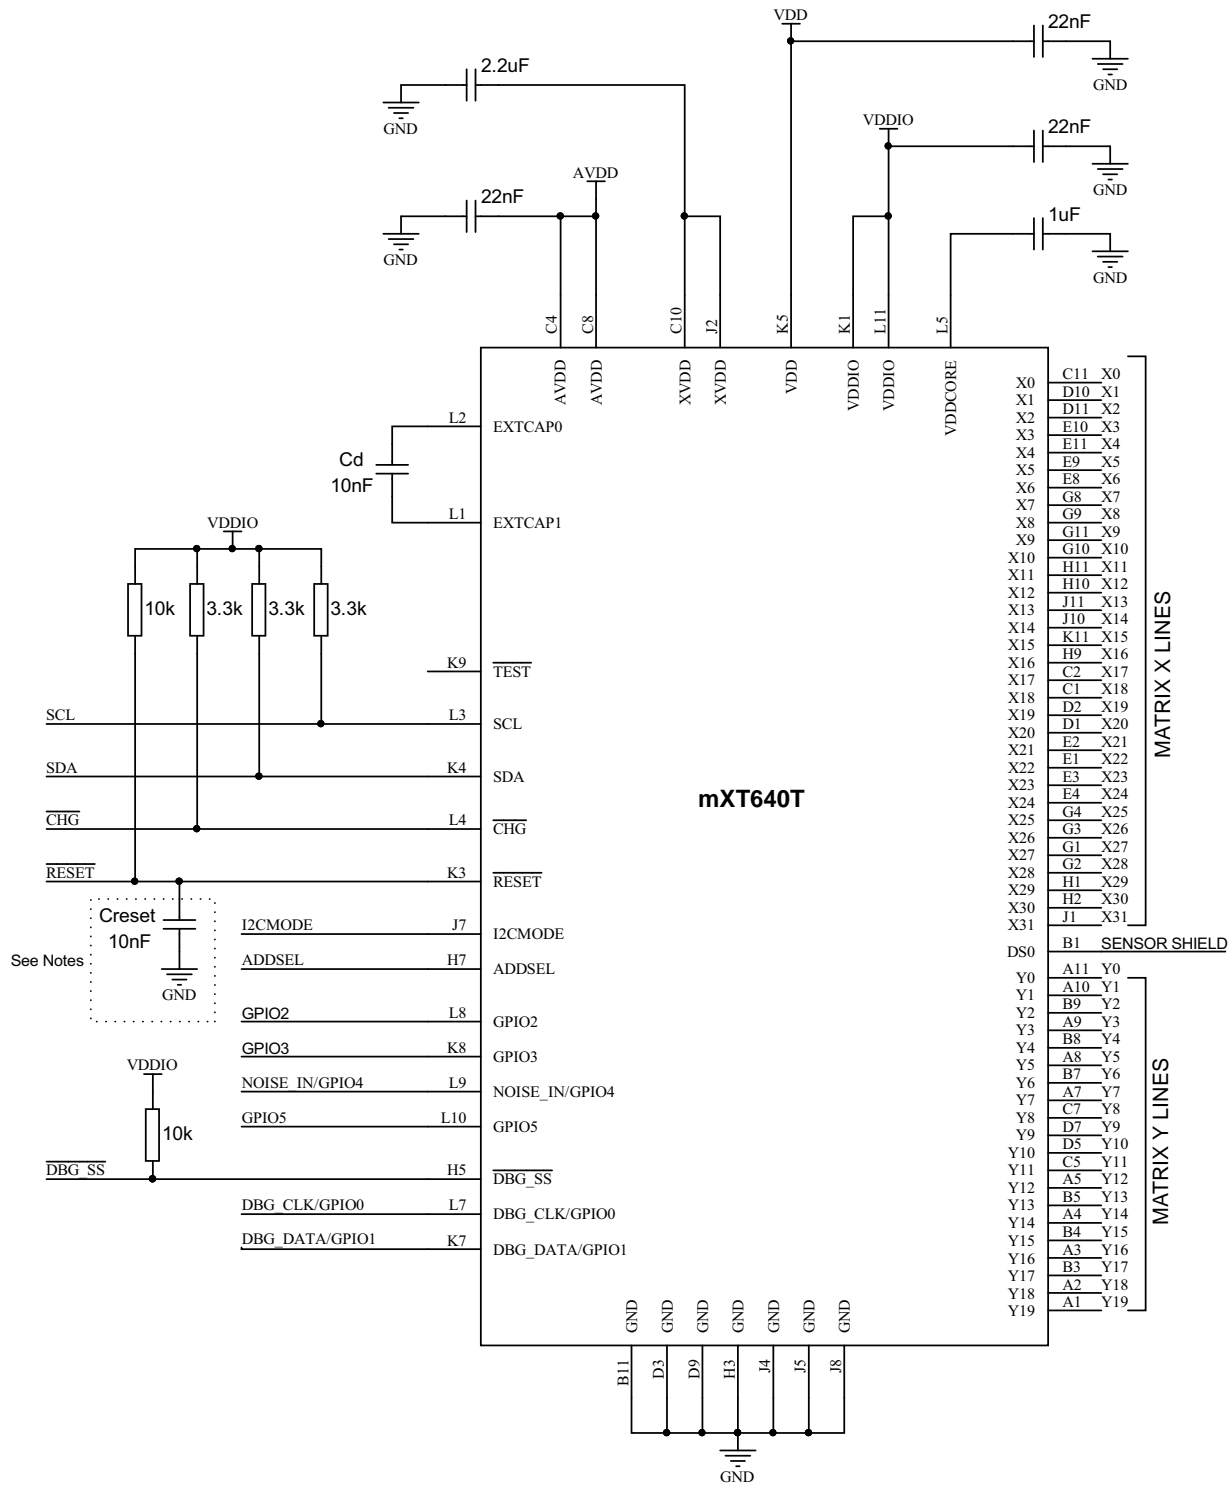 VDD
22nF
GND
2.2uF
GND
VDDIO
22nF
GND
AVDD
22nF
GND
1uF
GND
C4
C8
C10
J2
K5
K1
L11
L5
AVDD
AVDD
XVDD
XVDD
VDD
VDDIO
VDDIO
VDDCORE
L2 EXTCAP0
Cd
10nF
L1 EXTCAP1
VDDIO
10k 3.3k 3.3k 3.3k
K9 TEST
SCL L3 SCL
SDA K4 SDA
mXT640T
CHG L4 CHG
RESET K3 RESET
Creset
10nF
GND
See Notes
I2CMODE J7 I2CMODE
ADDSEL H7 ADDSEL
GPIO2 L8 GPIO2
GPIO3 K8 GPIO3
NOISE_IN/GPIO4 L9 NOISE_IN/GPIO4
GPIO5 L10 GPIO5
VDDIO
10k
DBG_SS H5 DBG_SS
DBG_CLK/GPIO0 L7 DBG_CLK/GPIO0
DBG_DATA/GPIO1 K7 DBG_DATA/GPIO1
X0 C11 X0
X1 D10 X1
X2 D11 X2
X3 E10 X3
X4 E11 X4
X5 E9 X5
X6 E8 X6
X7 G8 X7
X8 G9 X8
X9 G11 X9
X10 G10 X10
X11 H11 X11
X12 H10 X12
X13 J11 X13
X14 J10 X14
X15 K11 X15
X16 H9 X16
X17 C2 X17
X18 C1 X18
X19 D2 X19
X20 D1 X20
X21 E2 X21
X22 E1 X22
X23 E3 X23
X24 E4 X24
X25 G4 X25
X26 G3 X26
X27 G1 X27
X28 G2 X28
X29 H1 X29
X30 H2 X30
X31 J1 X31
MATRIX X LINES
DS0 B1 SENSOR SHIELD
Y0 A11 Y0
Y1 A10 Y1
Y2 B9 Y2
Y3 A9 Y3
Y4 B8 Y4
Y5 A8 Y5
Y6 B7 Y6
Y7 A7 Y7
Y8 C7 Y8
Y9 D7 Y9
Y10 D5 Y10
Y11 C5 Y11
Y12 A5 Y12
Y13 B5 Y13
Y14 A4 Y14
Y15 B4 Y15
Y16 A3 Y16
Y17 B3 Y17
Y18 A2 Y18
Y19 A1 Y19
MATRIX Y LINES
GND
GND
GND
GND
GND
GND
GND
B11
D3
D9
H3
J4
J5
J8
GND